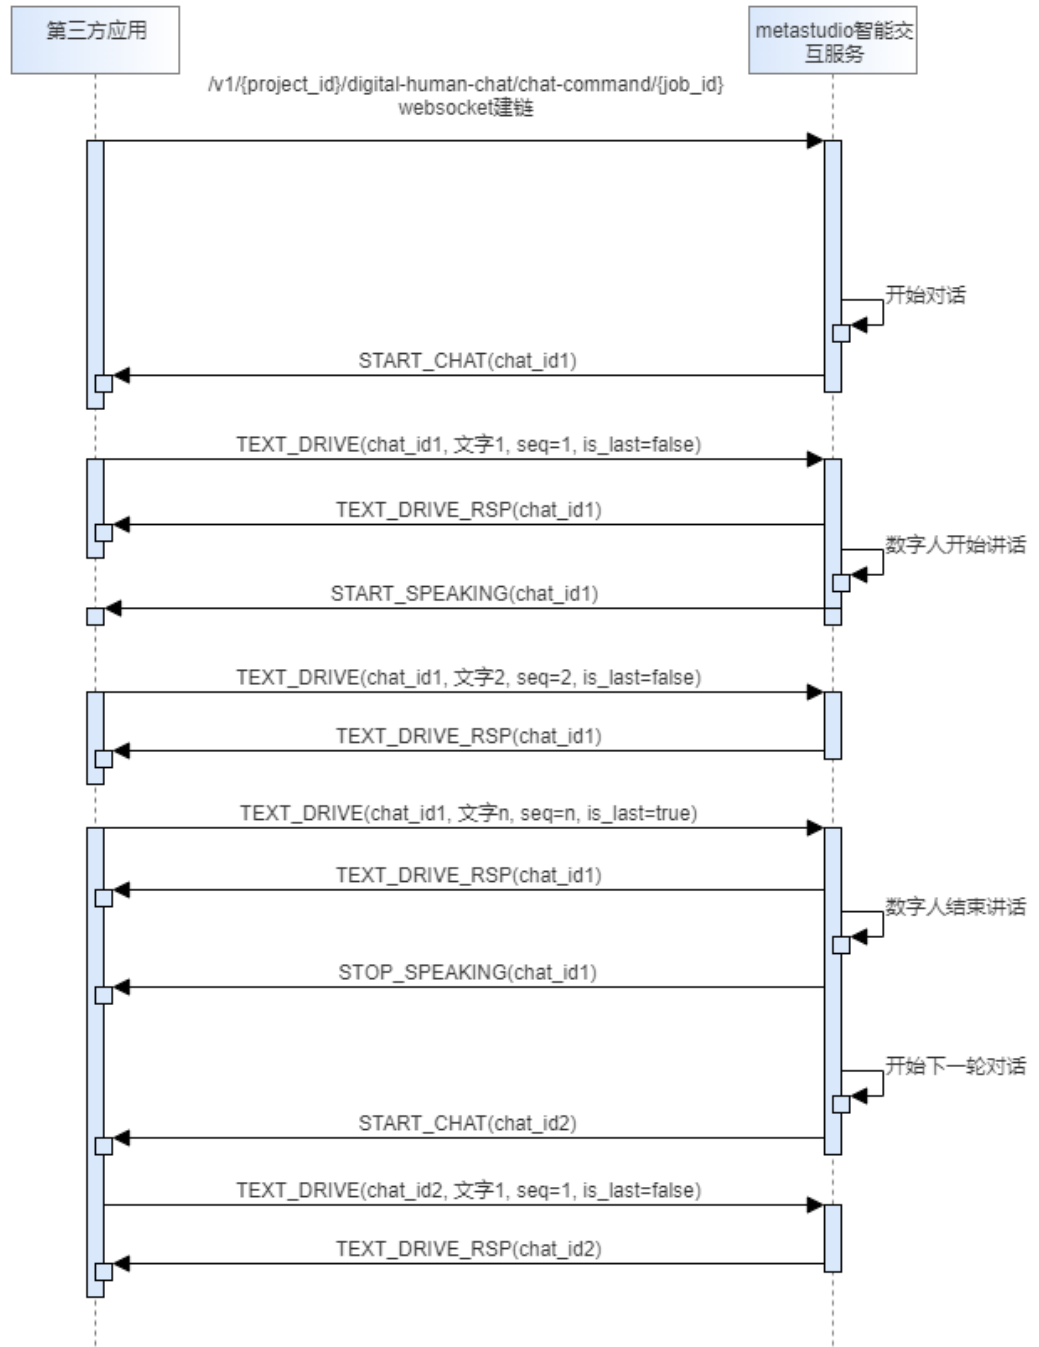 第三方应用
metastudio智能交
互服务
/v1/{project_id}/digital-human-chat/chat-command/{job_id}
websocket建链
开始对话
START_CHAT(chat_id1)
TEXT_DRIVE(chat_id1, 文字1, seq=1, is_last=false)
TEXT_DRIVE_RSP(chat_id1)
数字人开始讲话
START_SPEAKING(chat_id1)
TEXT_DRIVE(chat_id1, 文字2, seq=2, is_last=false)
TEXT_DRIVE_RSP(chat_id1)
TEXT_DRIVE(chat_id1, 文字n, seq=n, is_last=true)
TEXT_DRIVE_RSP(chat_id1)
数字人结束讲话
STOP_SPEAKING(chat_id1)
开始下一轮对话
START_CHAT(chat_id2)
TEXT_DRIVE(chat_id2, 文字1, seq=1, is_last=false)
TEXT_DRIVE_RSP(chat_id2)